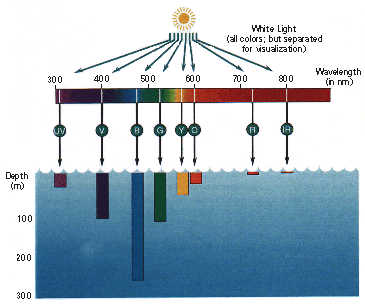 White Light
(all colors; but separated
for visualization)
Wavelength
(in nm)
300 400 500 600 700 800
UV V B G Y O R IR
Depth
(m)
100
200
300